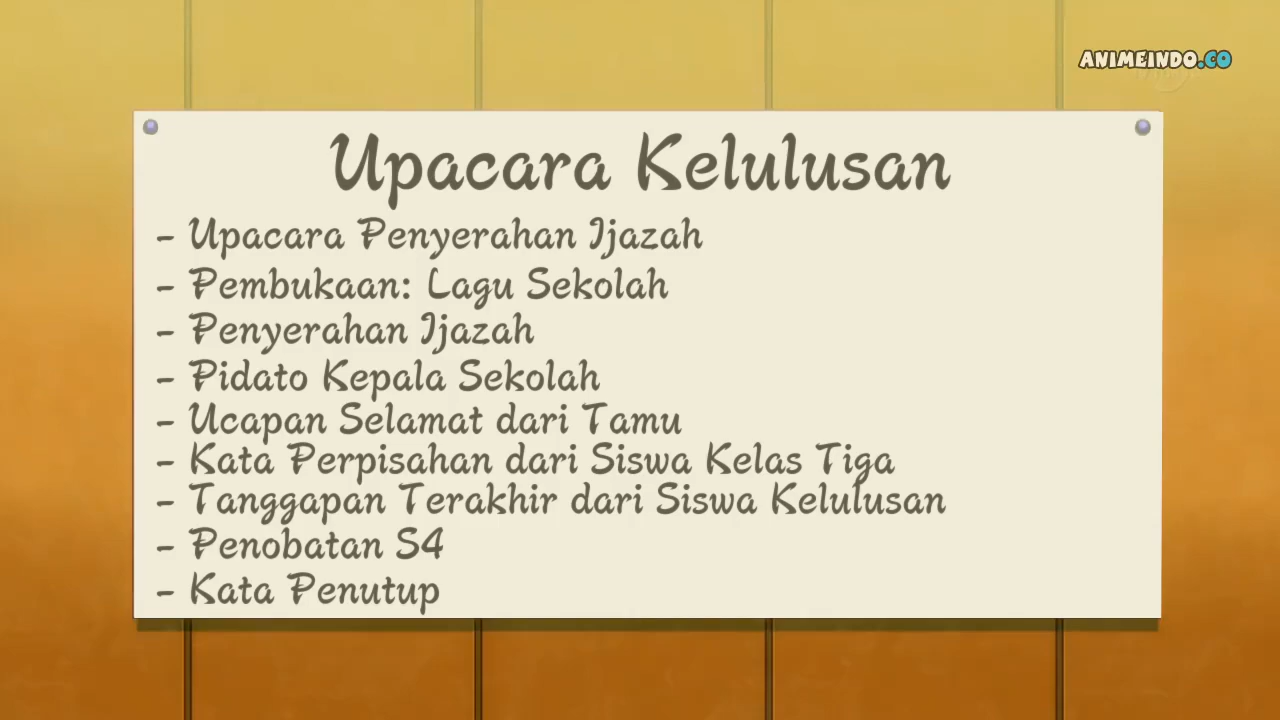 ANIMEINDO.CO
Upacara Kelulusan
- Upacara Penyerahan Ijazah
- Pembukaan: Lagu Sekolah
- Penyerahan Ijazah
- Pidato Kepala Sekolah
- Ucapan Selamat dari Tamu
- Kata Perpisahan dari Siswa Kelas Tiga
- Tanggapan Terakhir dari Siswa Kelulusan
- Penobatan S4
- Kata Penutup